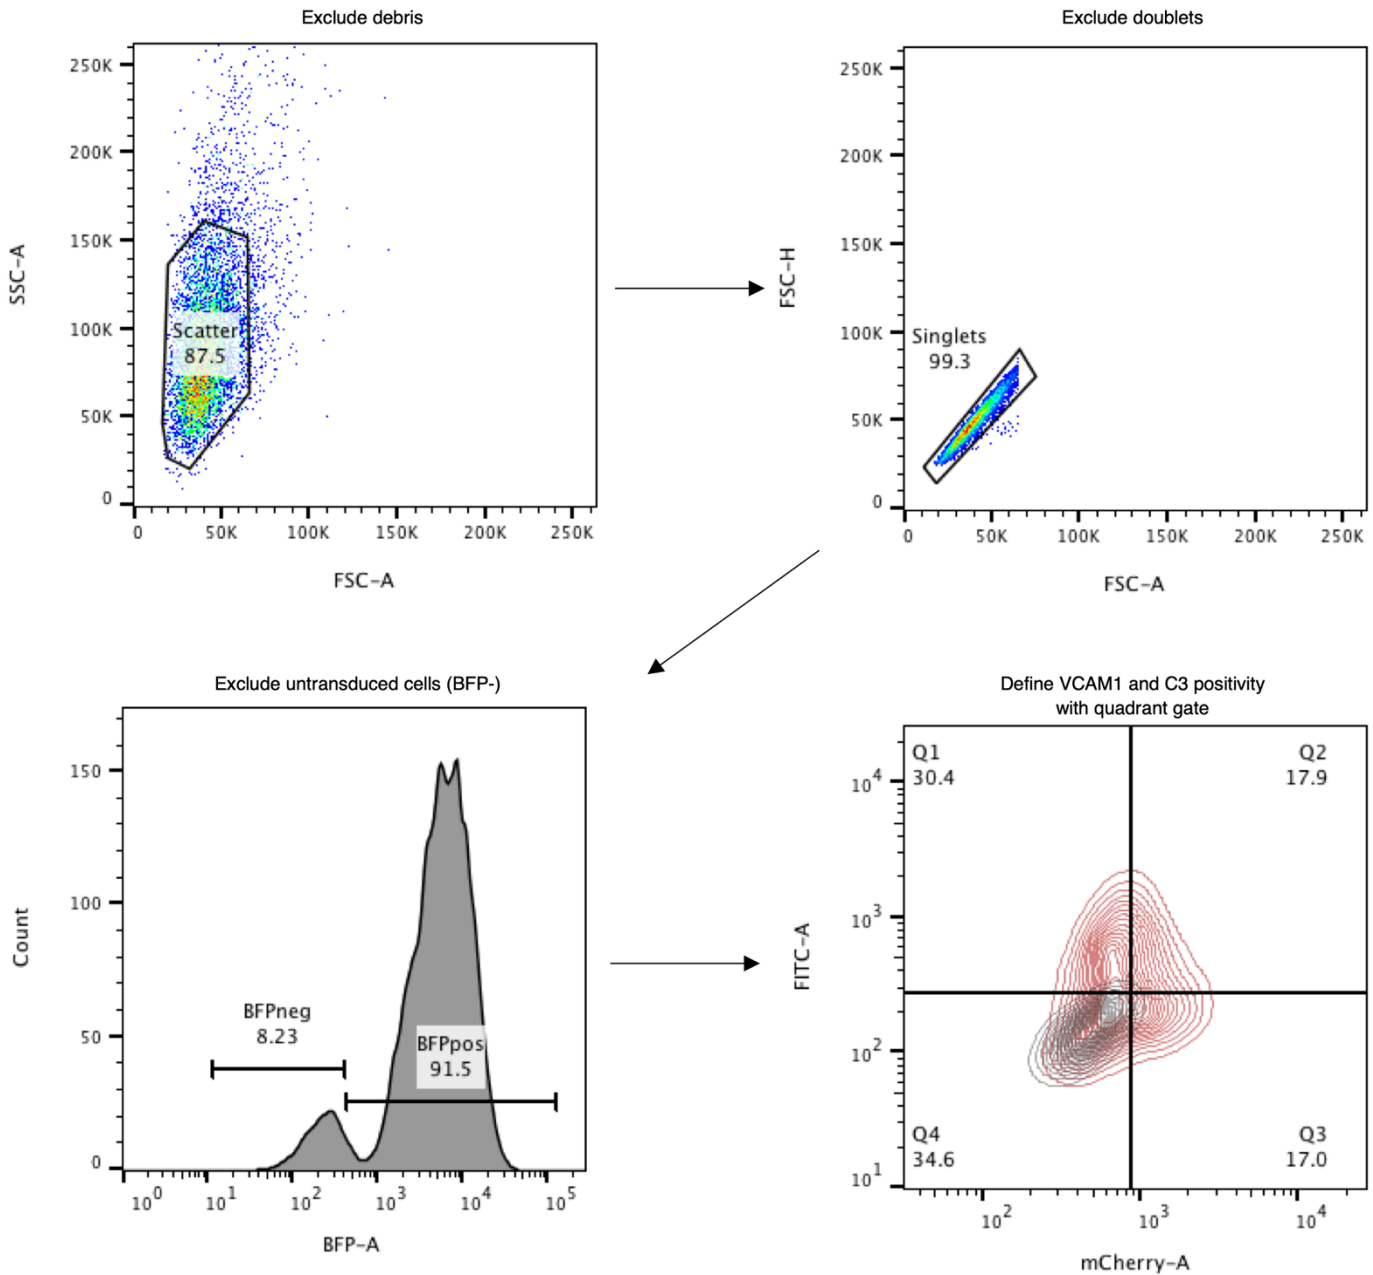 Exclude debris
250K
200K
150K
100K
50K
0
SSC-A
Scatter
87.5
0 50K 100K 150K 200K 250K
FSC-A
Exclude doublets
250K
200K
150K
100K
50K
0
FSC-H
Singlets
99.3
0 50K 100K 150K 200K 250K
FSC-A
Exclude untransduced cells (BFP-)
150
100
50
0
Count
BFPneg
8.23
BFPpos
91.5
10^0 10^1 10^2 10^3 10^4 10^5
BFP-A
Define VCAM1 and C3 positivity
with quadrant gate
Q1
30.4
Q2
17.9
10^4
10^3
10^2
10^1
FITC-A
Q4
34.6
Q3
17.0
10^2 10^3 10^4
mCherry-A